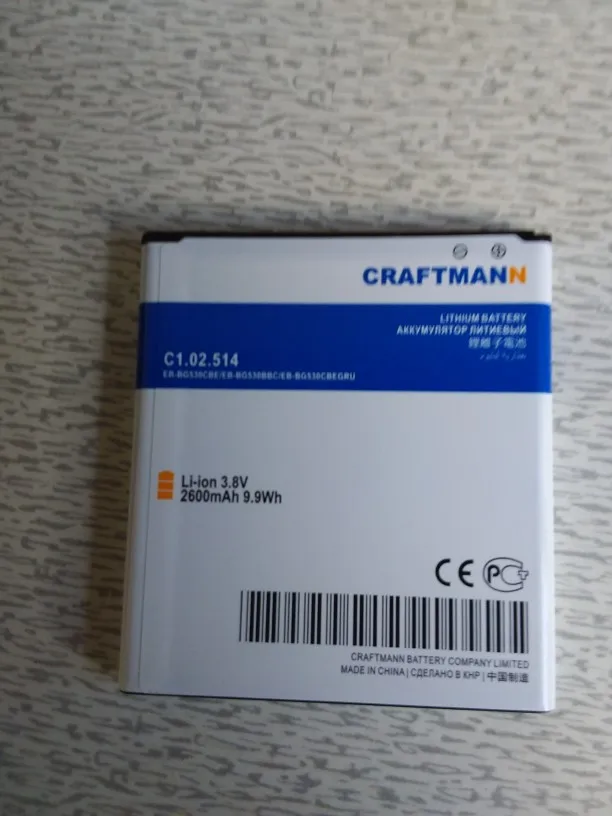 CRAFTMANN
LITHIUM BATTERY
АККУМУЛЯТОР ЛИТИЕВЫЙ
鋰離子電池
C1.02.514
EB-BG530CBE/EB-BG530BBC/EB-BG530CBEGRU
Li-ion 3.8V
2600mAh 9.9Wh
CE РСТ
CRAFTMANN BATTERY COMPANY LIMITED
MADE IN CHINA | СДЕЛАНО В КНР | 中国制造